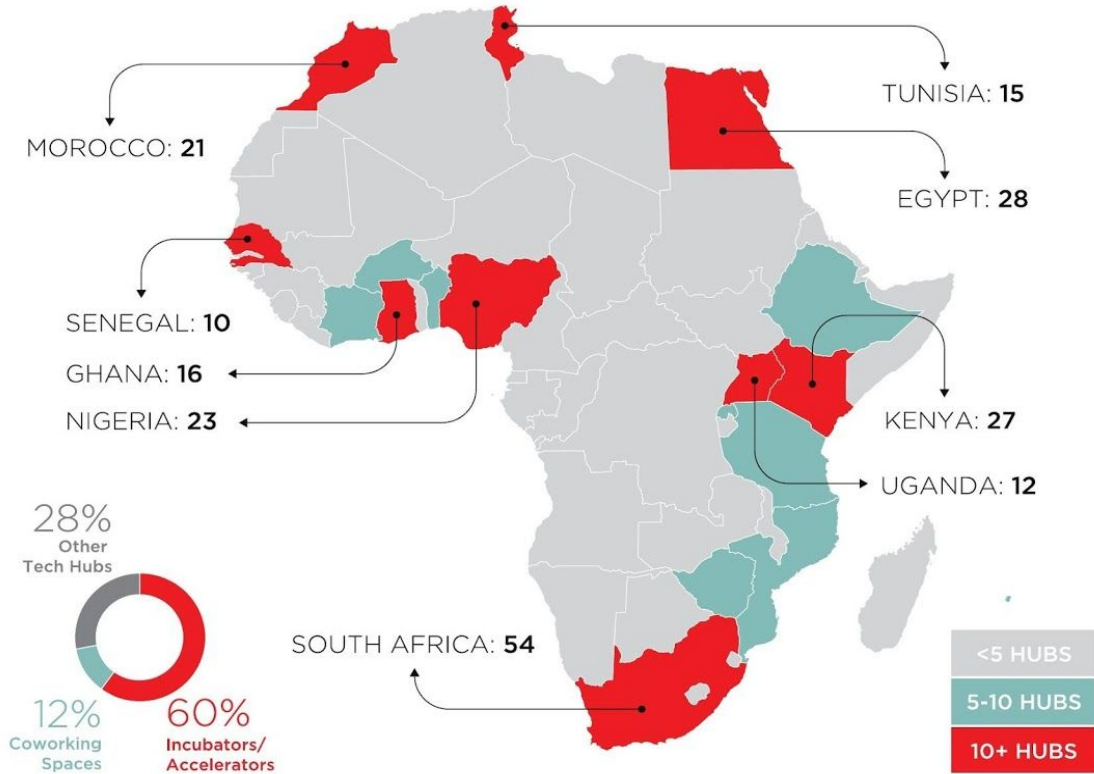 TUNISIA: 15
MOROCCO: 21
EGYPT: 28
SENEGAL: 10
GHANA: 16
NIGERIA: 23
KENYA: 27
UGANDA: 12
28%
Other
Tech Hubs
SOUTH AFRICA: 54
12%
Coworking
Spaces
60%
Incubators/
Accelerators
<5 HUBS
5-10 HUBS
10+ HUBS